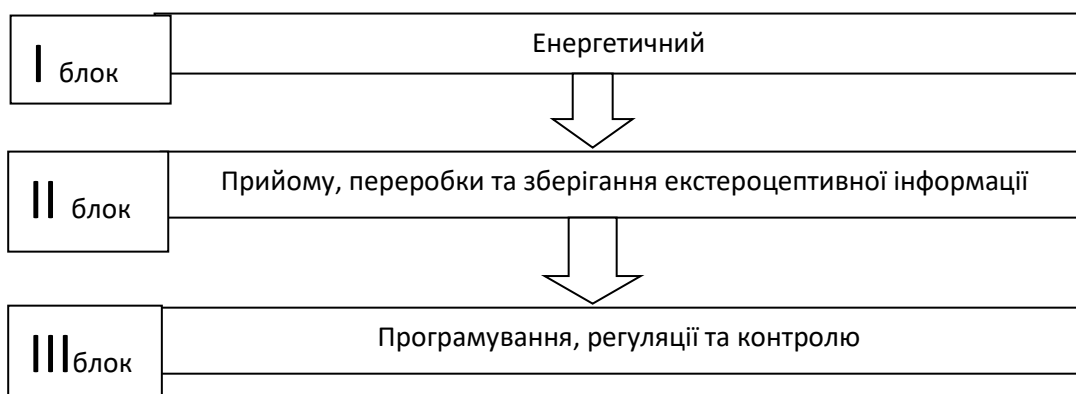 I блок
Енергетичний
II блок
Прийому, переробки та зберігання екстероцептивної інформації
III блок
Програмування, регуляції та контролю